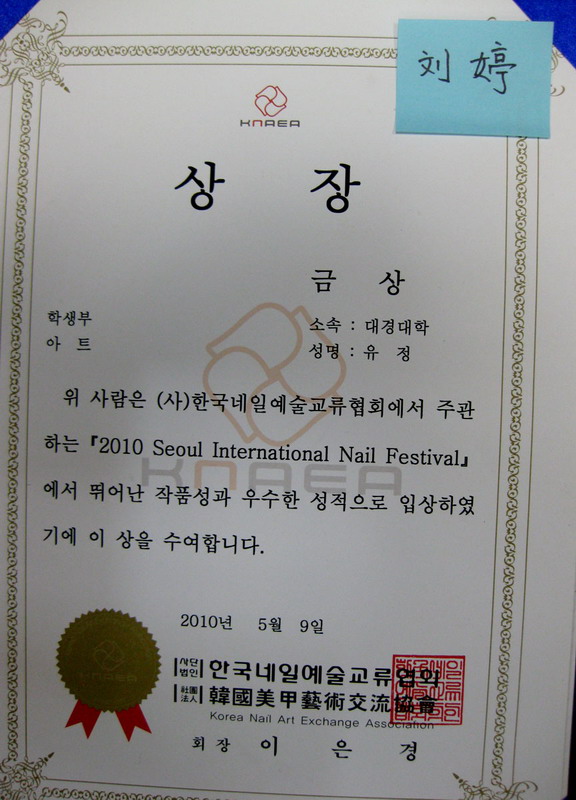 刘婷
KNAEA
상 장
금 상
학생부
아 트
소속 : 대경대학
성명 : 유 정
위 사람은 (사)한국네일예술교류협회에서 주관
하는 『2010 Seoul International Nail Festival』
KNAEA
에서 뛰어난 작품성과 우수한 성적으로 입상하였
기에 이 상을 수여합니다.
2010년 5월 9일
사단법인 한국네일예술교류협회
社團法人 韓國美甲藝術交流協會
Korea Nail Art Exchange Association
회장 이 은 경